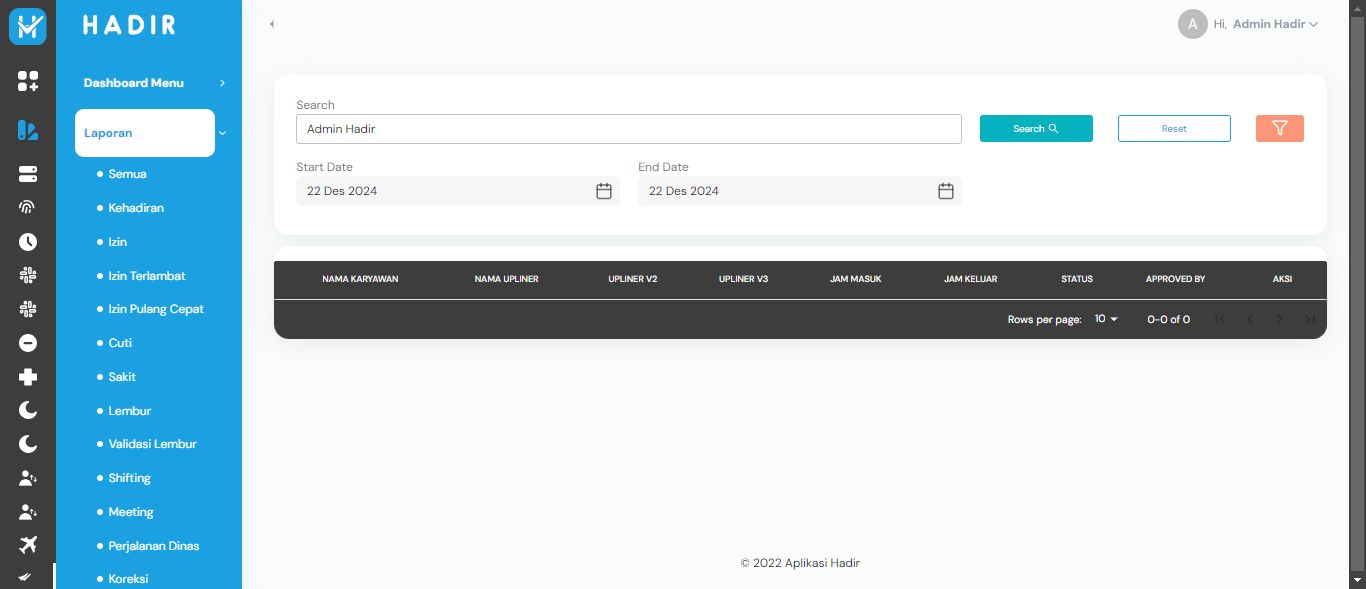 HADIR
Dashboard Menu
Laporan
Semua
Kehadiran
Izin
Izin Terlambat
Izin Pulang Cepat
Cuti
Sakit
Lembur
Validasi Lembur
Shifting
Meeting
Perjalanan Dinas
Koreksi
A Hi, Admin Hadir
Search
Admin Hadir
Search
Reset
Start Date
End Date
22 Des 2024
22 Des 2024
NAMA KARYAWAN NAMA UPLINER UPLINER V2 UPLINER V3 JAM MASUK JAM KELUAR STATUS APPROVED BY AKSI
Rows per page: 10 0-0 of 0
© 2022 Aplikasi Hadir